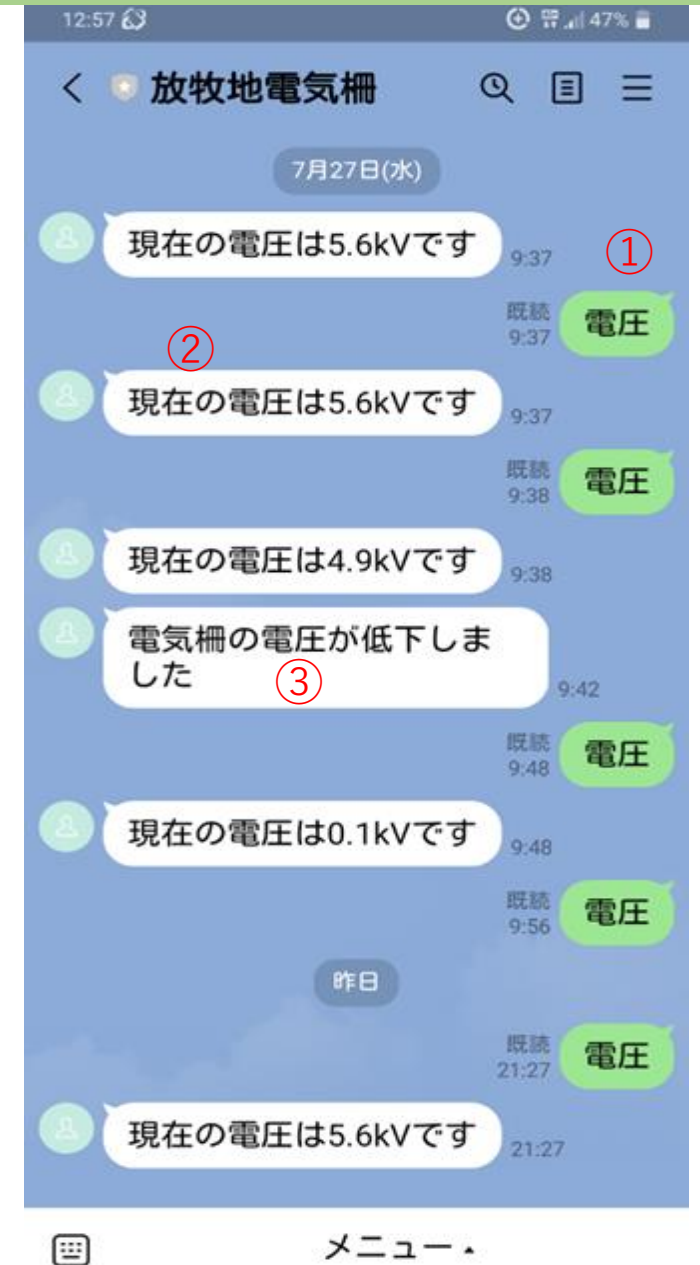 12:57 47%
放牧地電気柵
7月27日(水)
現在の電圧は5.6kVです 9:37
①
既読 9:37 電圧
②
現在の電圧は5.6kVです 9:37
既読 9:38 電圧
現在の電圧は4.9kVです 9:38
電気柵の電圧が低下しま
した 9:42
③
既読 9:48 電圧
現在の電圧は0.1kVです 9:48
既読 9:56 電圧
昨日
既読 21:27 電圧
現在の電圧は5.6kVです 21:27
メニュー